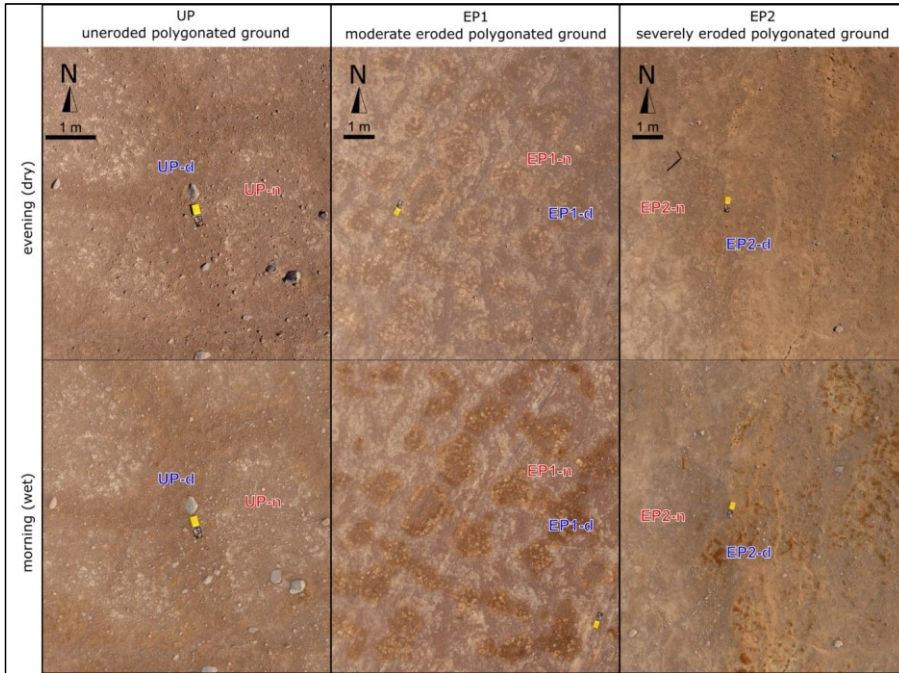 UP
uneroded polygonated ground
EP1
moderate eroded polygonated ground
EP2
severely eroded polygonated ground
evening (dry)
N
1 m
UP-d
UP-n
N
1 m
EP1-n
EP1-d
N
1 m
EP2-n
EP2-d
morning (wet)
UP-d
UP-n
EP1-n
EP1-d
EP2-n
EP2-d